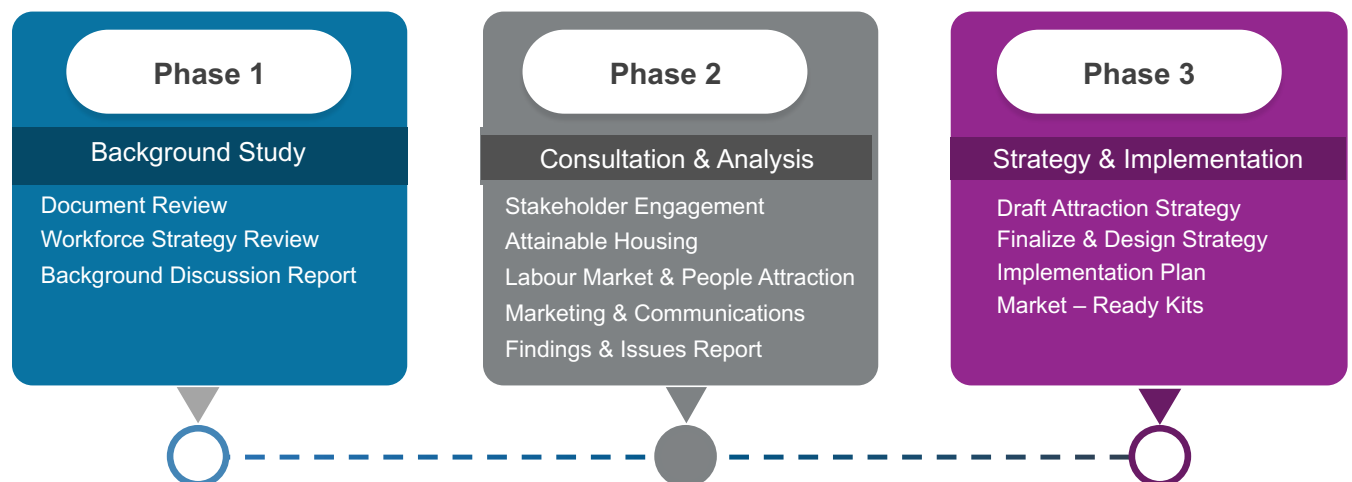 Phase 1
Background Study
Document Review
Workforce Strategy Review
Background Discussion Report
Phase 2
Consultation & Analysis
Stakeholder Engagement
Attainable Housing
Labour Market & People Attraction
Marketing & Communications
Findings & Issues Report
Phase 3
Strategy & Implementation
Draft Attraction Strategy
Finalize & Design Strategy
Implementation Plan
Market – Ready Kits